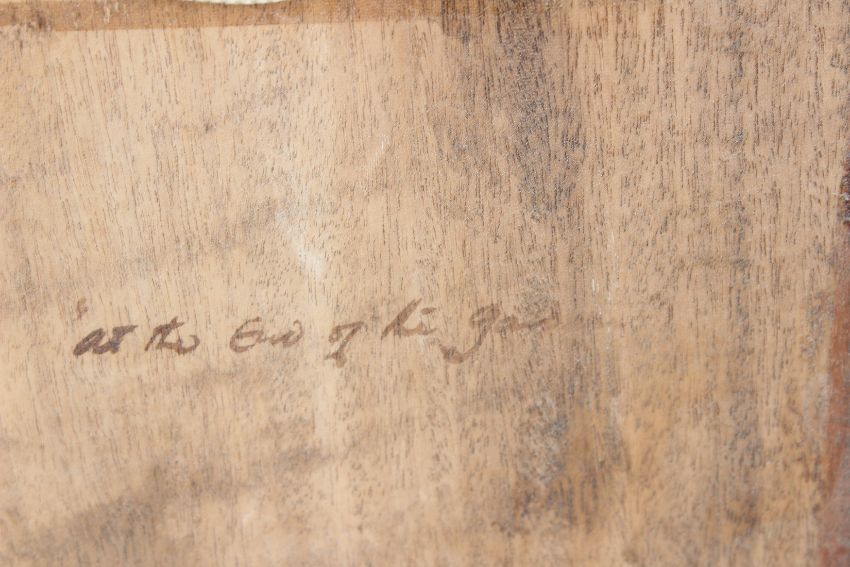 'at the End of the